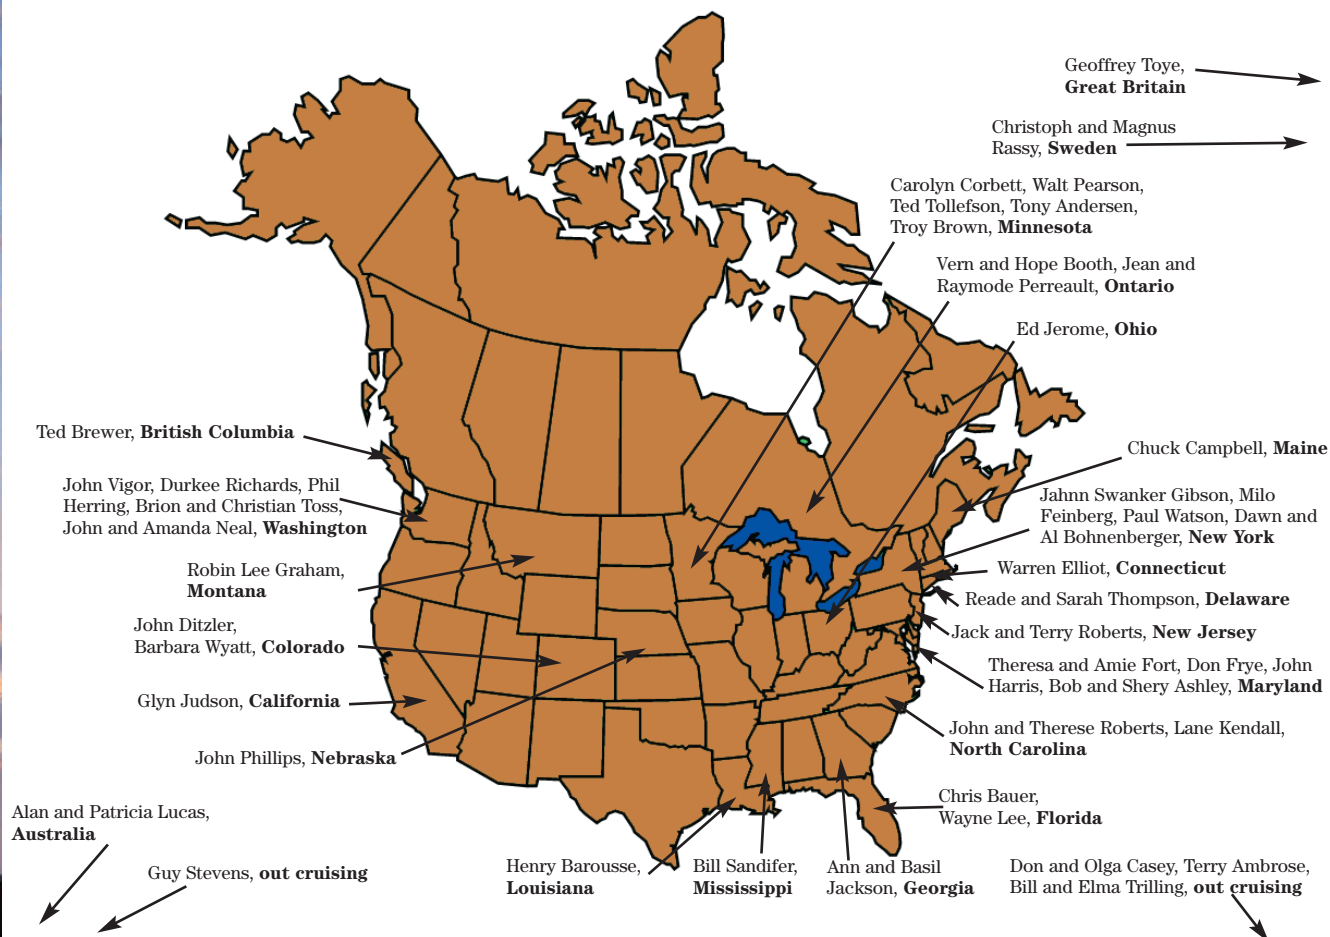 Geoffrey Toye,
Great Britain
Christoph and Magnus
Rassy, Sweden
Carolyn Corbett, Walt Pearson,
Ted Tollefson, Tony Andersen,
Troy Brown, Minnesota
Vern and Hope Booth, Jean and
Raymode Perreault, Ontario
Ed Jerome, Ohio
Ted Brewer, British Columbia
Chuck Campbell, Maine
John Vigor, Durkee Richards, Phil
Herring, Brion and Christian Toss,
John and Amanda Neal, Washington
Jahnn Swanker Gibson, Milo
Feinberg, Paul Watson, Dawn and
Al Bohnenberger, New York
Robin Lee Graham,
Montana
Warren Elliot, Connecticut
Reade and Sarah Thompson, Delaware
John Ditzler,
Barbara Wyatt, Colorado
Jack and Terry Roberts, New Jersey
Theresa and Amie Fort, Don Frye, John
Harris, Bob and Shery Ashley, Maryland
Glyn Judson, California
John and Therese Roberts, Lane Kendall,
North Carolina
John Phillips, Nebraska
Chris Bauer,
Wayne Lee, Florida
Alan and Patricia Lucas,
Australia
Guy Stevens, out cruising
Henry Barousse,
Louisiana
Bill Sandifer,
Mississippi
Ann and Basil
Jackson, Georgia
Don and Olga Casey, Terry Ambrose,
Bill and Elma Trilling, out cruising